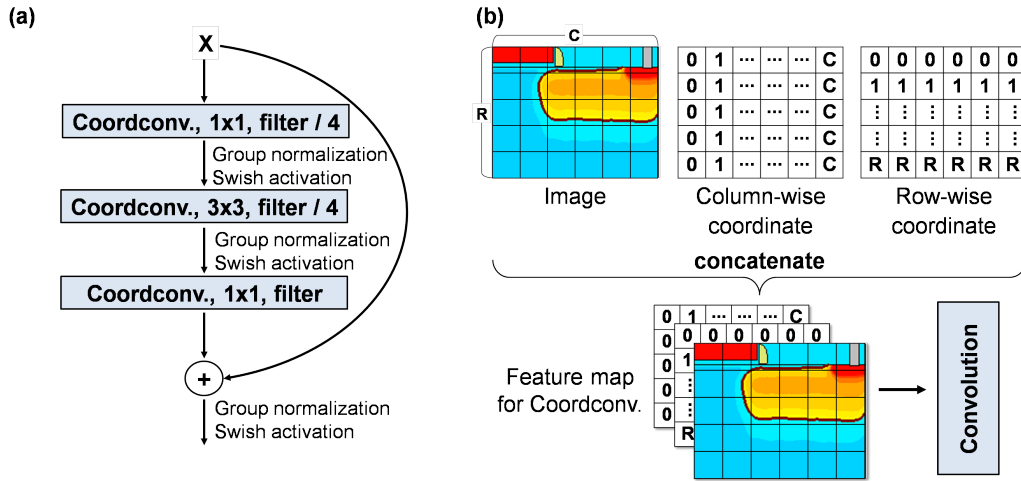 (a)
X
Coordconv., 1x1, filter / 4
Group normalization
Swish activation
Coordconv., 3x3, filter / 4
Group normalization
Swish activation
Coordconv., 1x1, filter
+
Group normalization
Swish activation
(b)
C
R
Image
0 1 ... ... ... C
0 1 ... ... ... C
0 1 ... ... ... C
0 1 ... ... ... C
0 1 ... ... ... C
Column-wise
coordinate
0 0 0 0 0 0
1 1 1 1 1 1
⋮ ⋮ ⋮ ⋮ ⋮ ⋮
⋮ ⋮ ⋮ ⋮ ⋮ ⋮
R R R R R R
Row-wise
coordinate
concatenate
Feature map
for Coordconv.
0 1 ... ... ... C
0
0
0
0
0 0 0 0 0 0
1
⋮
⋮
R
Convolution